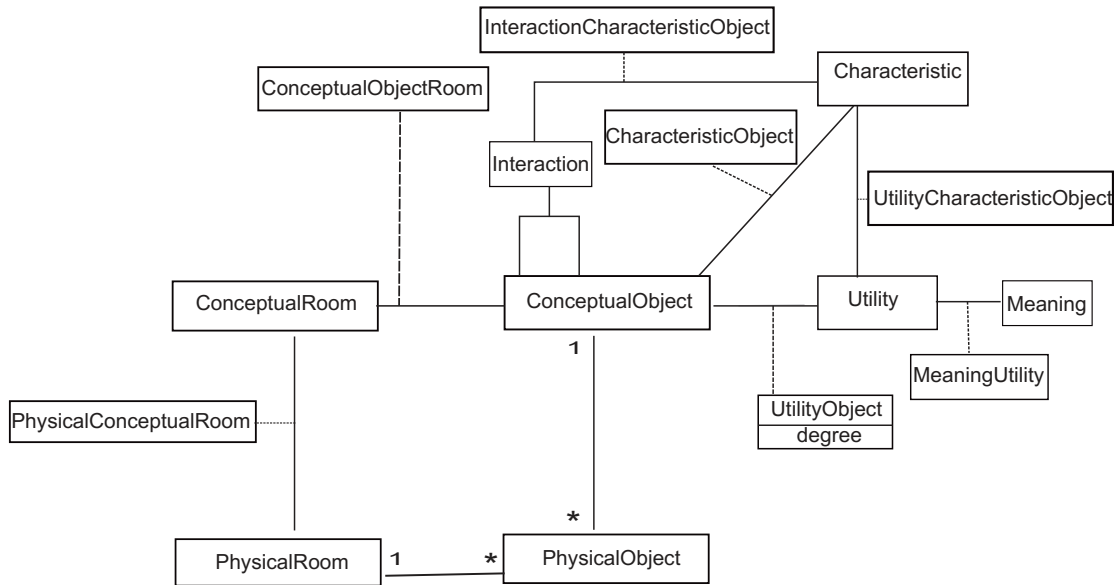 InteractionCharacteristicObject
Characteristic
ConceptualObjectRoom
CharacteristicObject
Interaction
UtilityCharacteristicObject
ConceptualRoom
ConceptualObject
Utility
Meaning
1
MeaningUtility
PhysicalConceptualRoom
UtilityObject
degree
*
PhysicalRoom
1
*
PhysicalObject